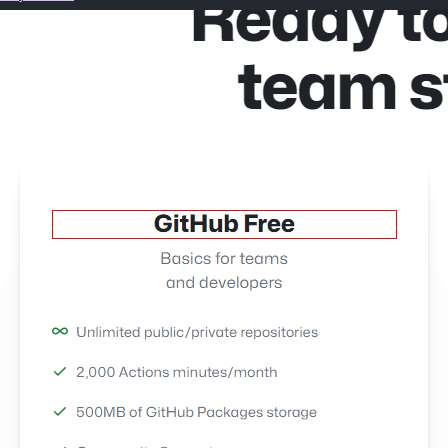 Ready to
team
GitHub Free
Basics for teams
and developers
Unlimited public/private repositories
2,000 Actions minutes/month
500MB of GitHub Packages storage